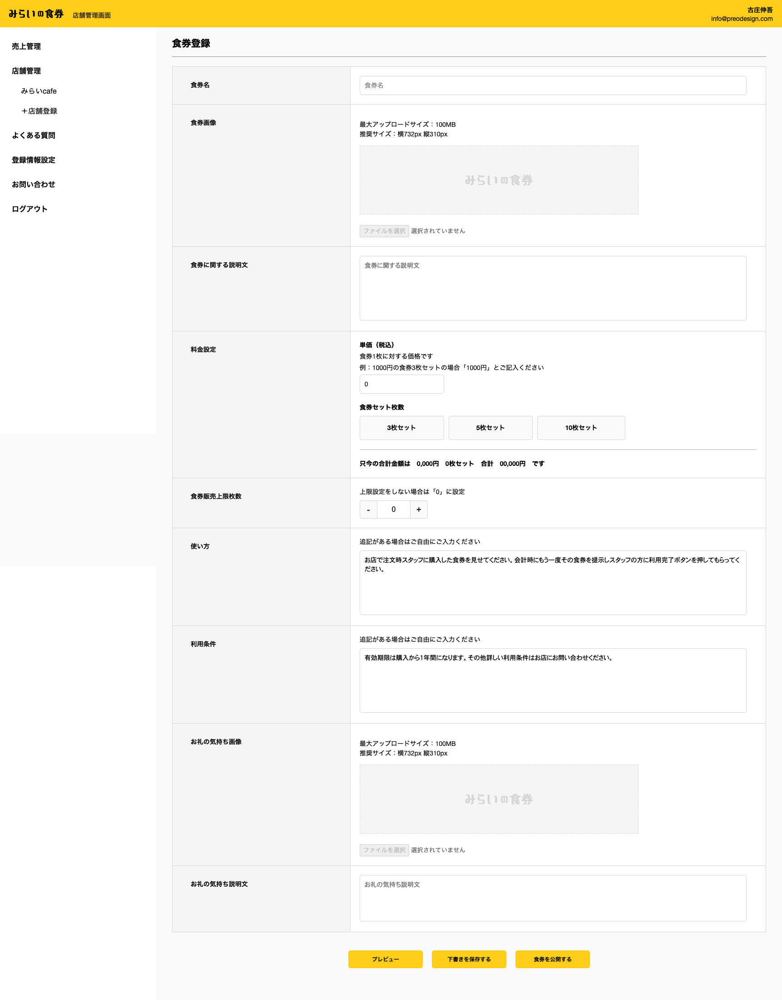 みらいの食券 店舗管理画面
古庄伸吾
info@preodesign.com
売上管理
店舗管理
みらいcafe
＋店舗登録
よくある質問
登録情報設定
お問い合わせ
ログアウト
食券登録
食券名
食券名
食券画像
最大アップロードサイズ：100MB
推奨サイズ：横732px 縦310px
みらいの食券
ファイルを選択 選択されていません
食券に関する説明文
食券に関する説明文
料金設定
単価（税込）
食券1枚に対する価格です
例：1000円の食券3枚セットの場合「1000円」とご記入ください
0
食券セット枚数
3枚セット 5枚セット 10枚セット
只今の合計金額は　0,000円　0枚セット　合計　00,000円　です
食券販売上限枚数
上限設定をしない場合は「0」に設定
- 0 +
使い方
追記がある場合はご自由にご入力ください
お店で注文時スタッフに購入した食券を見せてください。会計時にもう一度その食券を提示しスタッフの方に利用完了ボタンを押してもらってく
ださい。
利用条件
追記がある場合はご自由にご入力ください
有効期限は購入から1年間になります。その他詳しい利用条件はお店にお問い合わせください。
お礼の気持ち画像
最大アップロードサイズ：100MB
推奨サイズ：横732px 縦310px
みらいの食券
ファイルを選択 選択されていません
お礼の気持ち説明文
お礼の気持ち説明文
プレビュー 下書きを保存する 食券を公開する